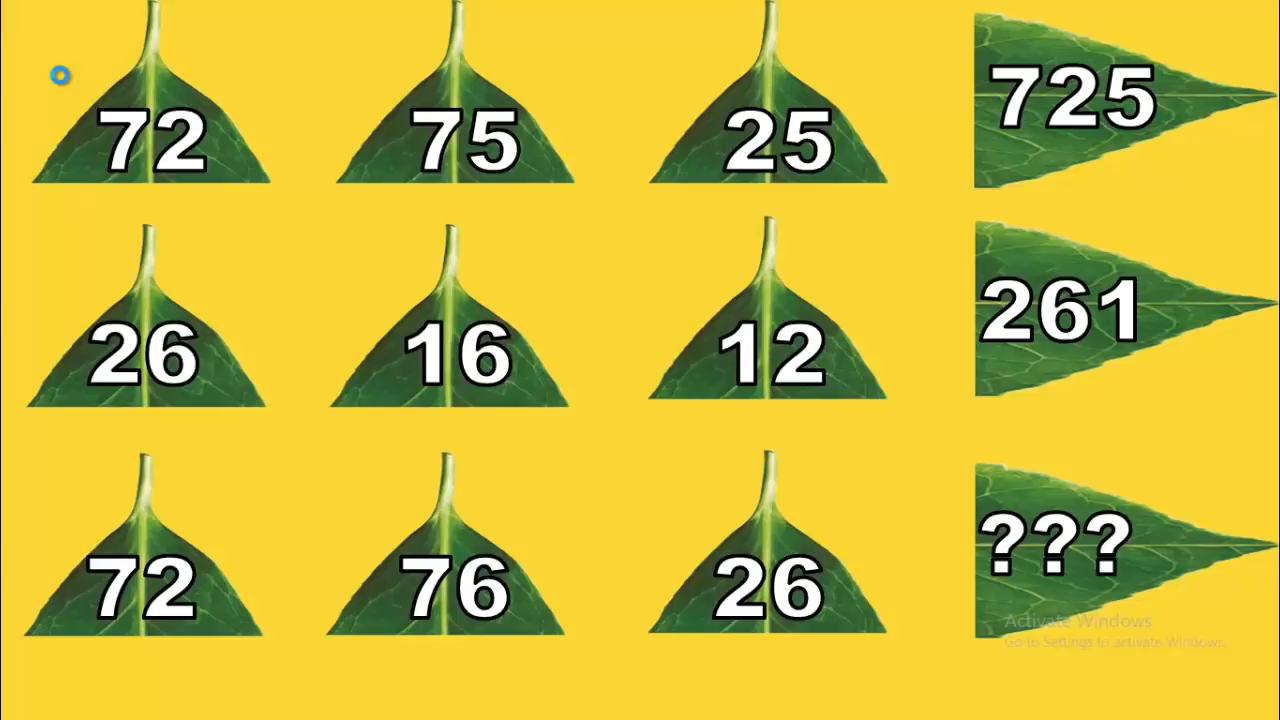 72 75 25 725
26 16 12 261
72 76 26 ???
Activate Windows
Go to Settings to activate Windows.